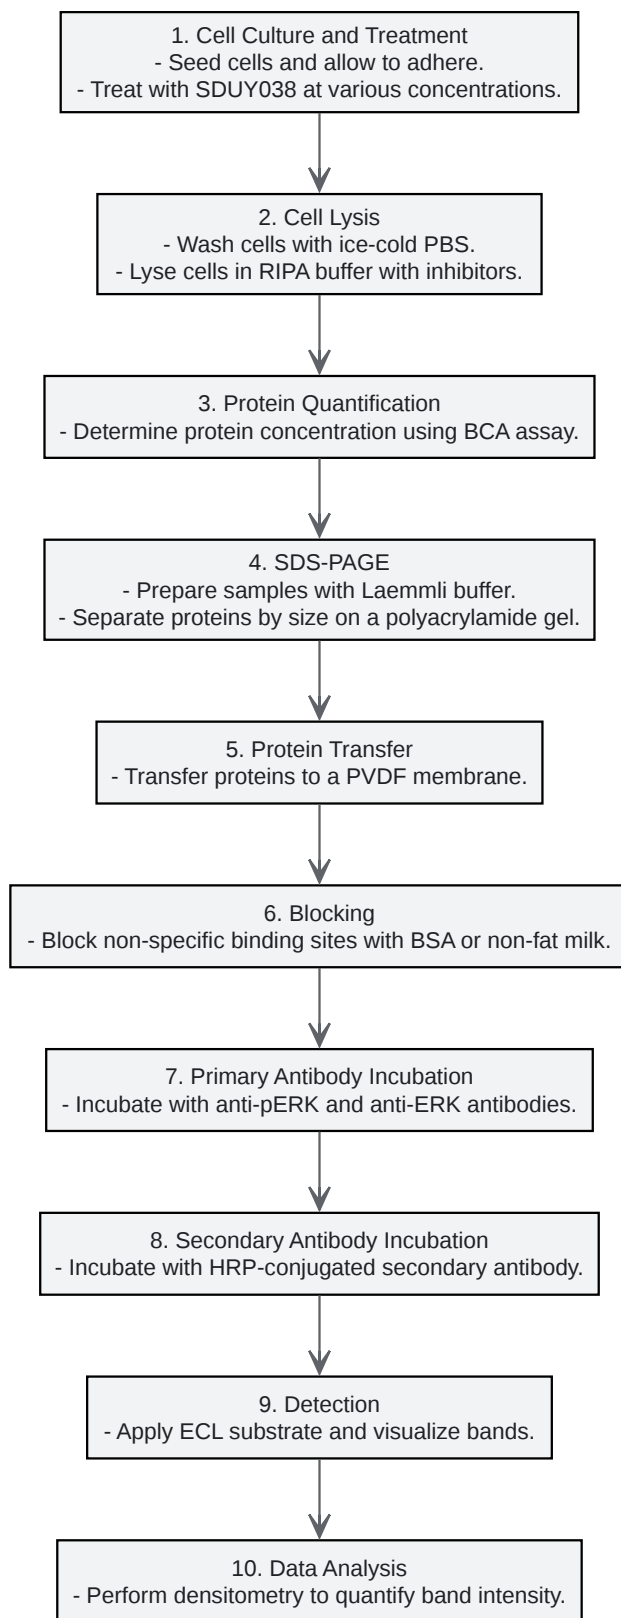 1. Cell Culture and Treatment
- Seed cells and allow to adhere.
- Treat with SDUY038 at various concentrations.
2. Cell Lysis
- Wash cells with ice-cold PBS.
- Lyse cells in RIPA buffer with inhibitors.
3. Protein Quantification
- Determine protein concentration using BCA assay.
4. SDS-PAGE
- Prepare samples with Laemmli buffer.
- Separate proteins by size on a polyacrylamide gel.
5. Protein Transfer
- Transfer proteins to a PVDF membrane.
6. Blocking
- Block non-specific binding sites with BSA or non-fat milk.
7. Primary Antibody Incubation
- Incubate with anti-pERK and anti-ERK antibodies.
8. Secondary Antibody Incubation
- Incubate with HRP-conjugated secondary antibody.
9. Detection
- Apply ECL substrate and visualize bands.
10. Data Analysis
- Perform densitometry to quantify band intensity.